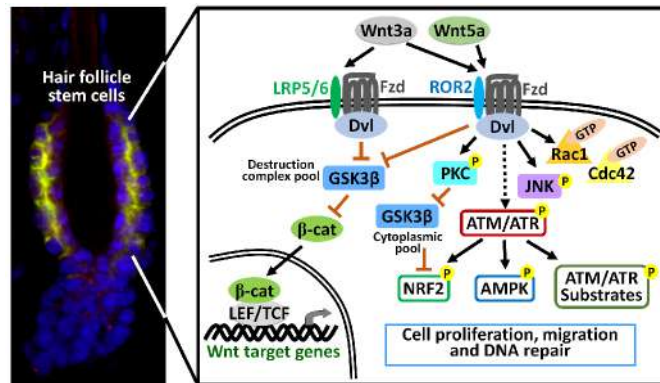 Hair follicle
stem cells
Wnt3a
Wnt5a
LRP5/6
Fzd
ROR2
Fzd
Dvl
Dvl
GTP
Rac1
GTP
Cdc42
Destruction
complex pool
GSK3β
PKC
P
JNK
P
GSK3β
Cytoplasmic
pool
ATM/ATR
P
β-cat
β-cat
LEF/TCF
Wnt target genes
NRF2
P
AMPK
P
ATM/ATR
Substrates
P
Cell proliferation, migration
and DNA repair